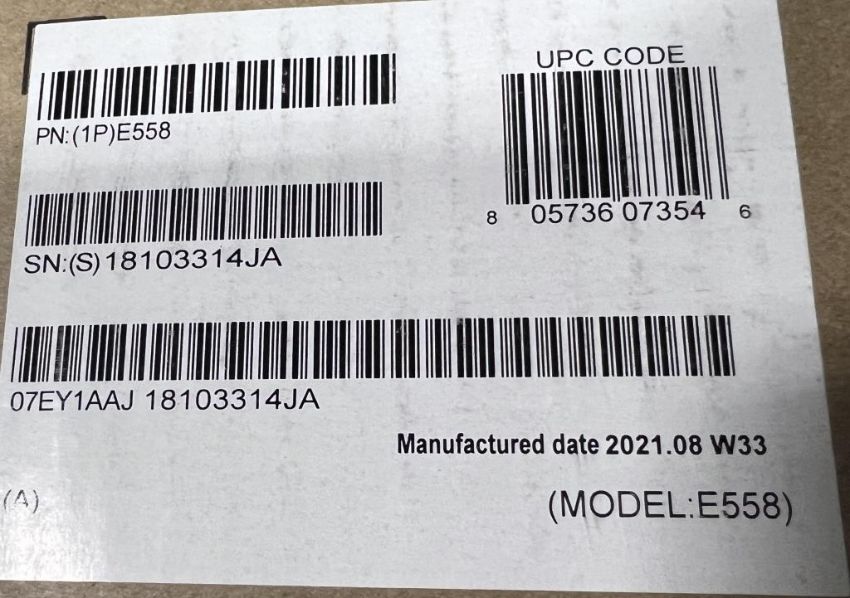 PN:(1P)E558
UPC CODE
8 05736 07354 6
SN:(S)18103314JA
07EY1AAJ 18103314JA
Manufactured date 2021.08 W33
(A)
(MODEL:E558)